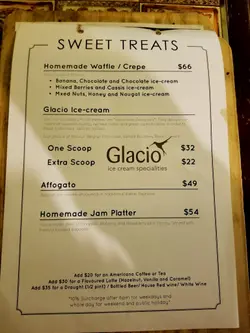 SWEET TREATS
Homemade Waffle / Crepe $66
• Banana, Chocolate and Chocolate ice-cream
• Mixed Berries and Cassis ice-cream
• Mixed Nuts, Honey and Nougat ice-cream
Glacio Ice-cream
One Scoop $32
Extra Scoop $22
Glacio
ice cream specialities
Affogato $49
Homemade Jam Platter $54
Add $20 for an Americano Coffee or Tea
Add $30 for a Flavoured Latte (Hazelnut, Vanilla and Caramel)
Add $35 for a Draught (1/2 pint) / Bottled Beer/ House Red wine/ White Wine
*10% Surcharge after 6pm for weekdays and
whole day for weekend and public holiday*